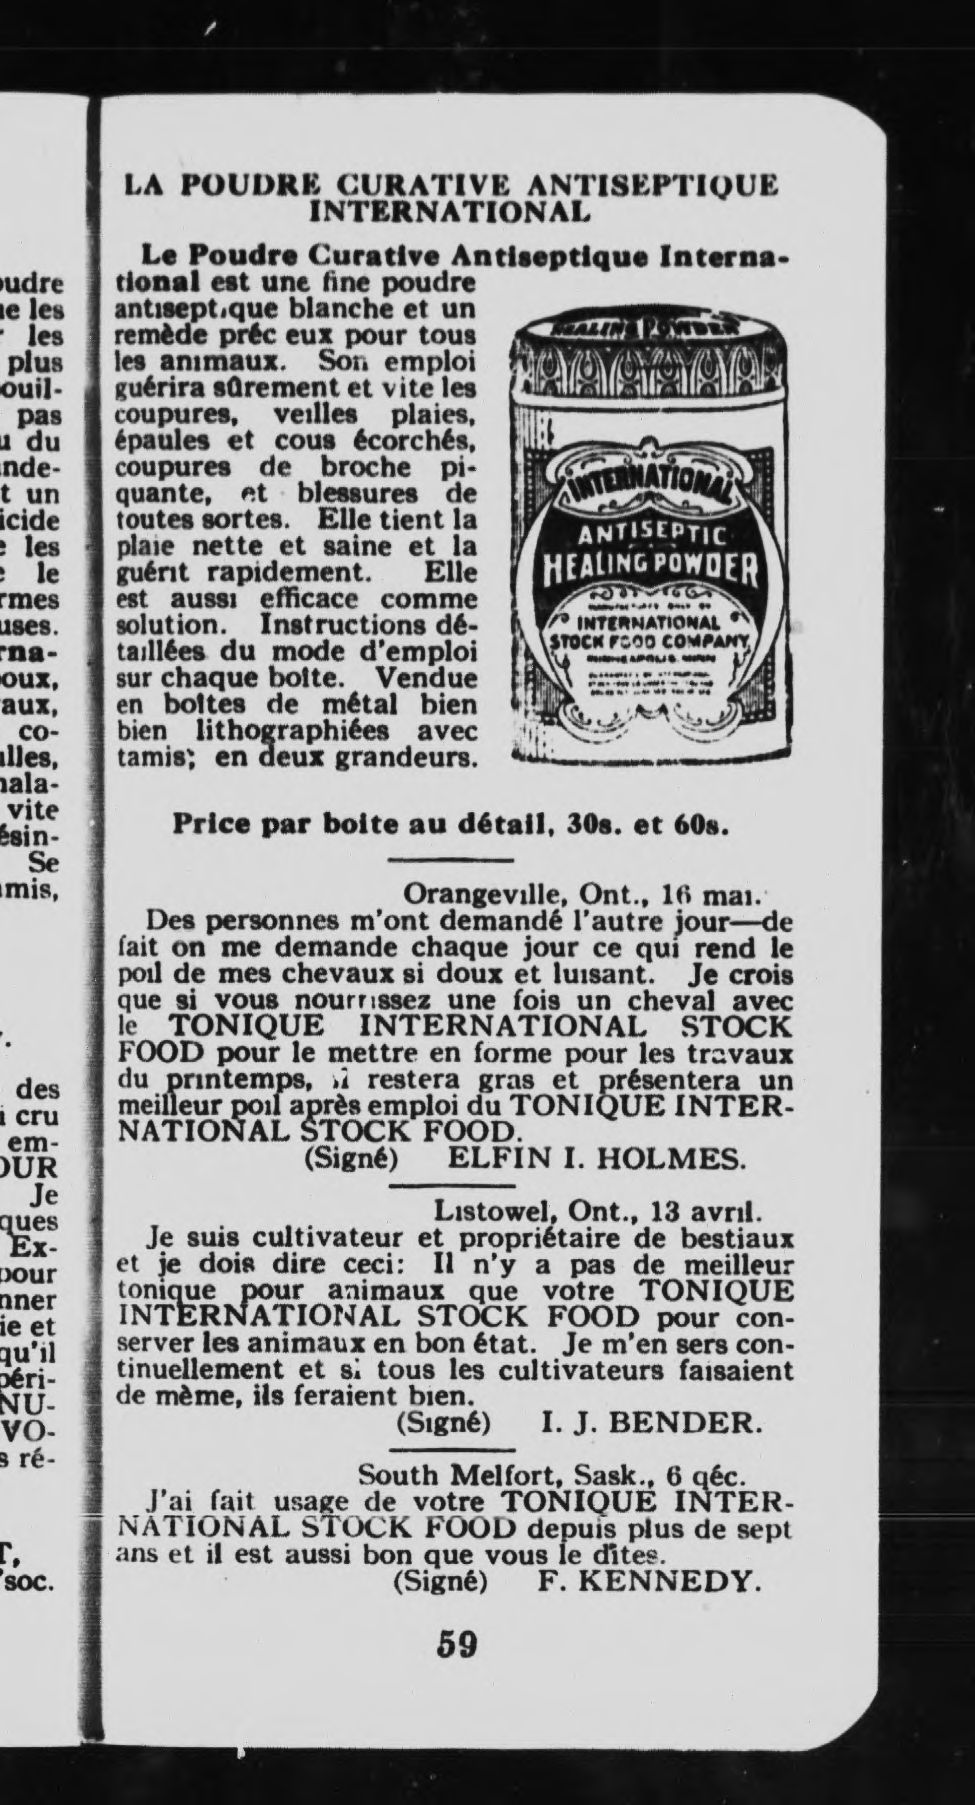 LA POUDRE CURATIVE ANTISEPTIQUE
INTERNATIONAL
Le Poudre Curative Antiseptique Interna-
tional est une fine poudre
antiseptique blanche et un
remède préc eux pour tous
les animaux. Son emploi
guérira sûrement et vite les
coupures, veilles plaies,
épaules et cous écorchés,
coupures de broche pi-
quante, et blessures de
toutes sortes. Elle tient la
plaie nette et saine et la
guérit rapidement. Elle
est aussi efficace comme
solution. Instructions dé-
taillées du mode d'emploi
sur chaque boîte. Vendue
en boîtes de métal bien
bien lithographiées avec
tamis; en deux grandeurs.
HEALING POWDER
INTERNATIONAL
ANTISEPTIC
HEALING POWDER
MANUFACTURED ONLY BY
INTERNATIONAL
STOCK FOOD COMPANY
Price par boite au détail, 30s. et 60s.
Orangeville, Ont., 16 mai.
Des personnes m'ont demandé l'autre jour—de
fait on me demande chaque jour ce qui rend le
poil de mes chevaux si doux et luisant. Je crois
que si vous nourrissez une fois un cheval avec
le TONIQUE INTERNATIONAL STOCK
FOOD pour le mettre en forme pour les travaux
du printemps, il restera gras et présentera un
meilleur poil après emploi du TONIQUE INTER-
NATIONAL STOCK FOOD.
(Signé) ELFIN I. HOLMES.
Listowel, Ont., 13 avril.
Je suis cultivateur et propriétaire de bestiaux
et je dois dire ceci: Il n'y a pas de meilleur
tonique pour animaux que votre TONIQUE
INTERNATIONAL STOCK FOOD pour con-
server les animaux en bon état. Je m'en sers con-
tinuellement et si tous les cultivateurs faisaient
de mème, ils feraient bien.
(Signé) I. J. BENDER.
South Melfort, Sask., 6 qéc.
J'ai fait usage de votre TONIQUE INTER-
NATIONAL STOCK FOOD depuis plus de sept
ans et il est aussi bon que vous le dîtes.
(Signé) F. KENNEDY.
59